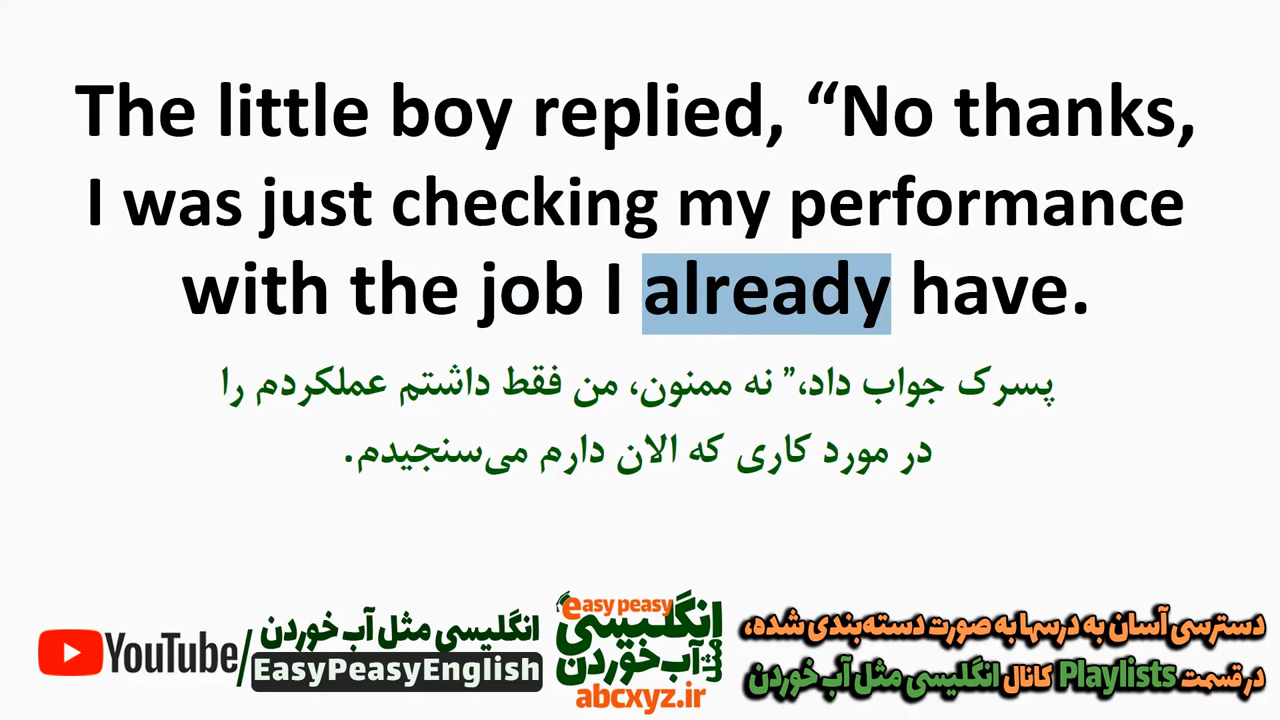 The little boy replied, “No thanks,
I was just checking my performance
with the job I already have.
پسرک جواب داد،” نه ممنون، من فقط داشتم عملکردم را
در مورد کاری که الان دارم می‌سنجیدم.
YouTube/انگلیسی مثل آب خوردن
EasyPeasyEnglish
easy peasy
انگلیسی
مثل
آب خوردن
abcxyz.ir
دسترسی آسان به درسها به صورت دسته‌بندی شده،
در قسمت Playlists کانال انگلیسی مثل آب خوردن